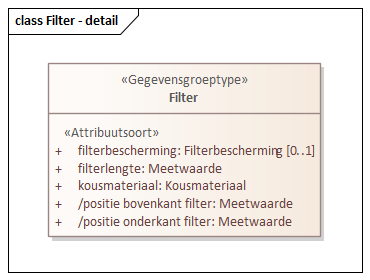 class Filter - detail
«Gegevensgroeptype»
Filter
«Attribuutsoort»
+ filterbescherming: Filterbescherming [0..1]
+ filterlengte: Meetwaarde
+ kousmateriaal: Kousmateriaal
+ /positie bovenkant filter: Meetwaarde
+ /positie onderkant filter: Meetwaarde